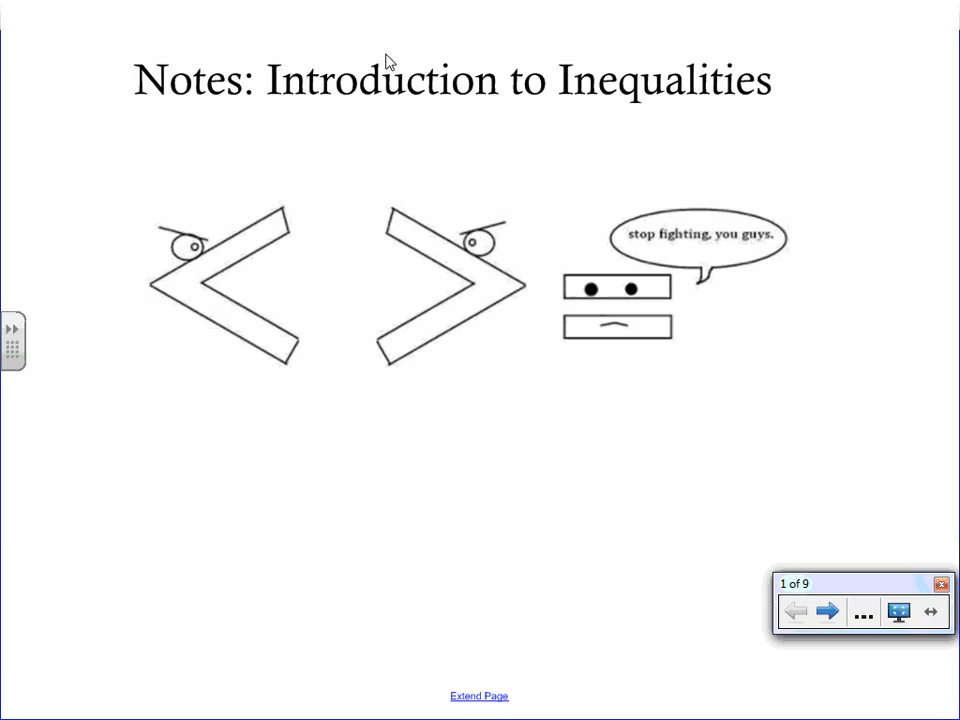 Notes: Introduction to Inequalities
stop fighting, you guys.
1 of 9
...
Extend Page